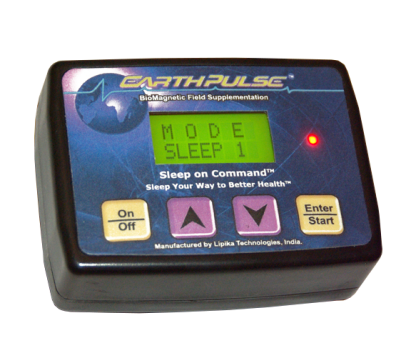 EARTHPULSE™
BioMagnetic Field Supplementation
MODE
SLEEP 1
Sleep on Command™
Sleep Your Way to Better Health™
On
Off
Enter
Start
Manufactured by Lipika Technologies, India.